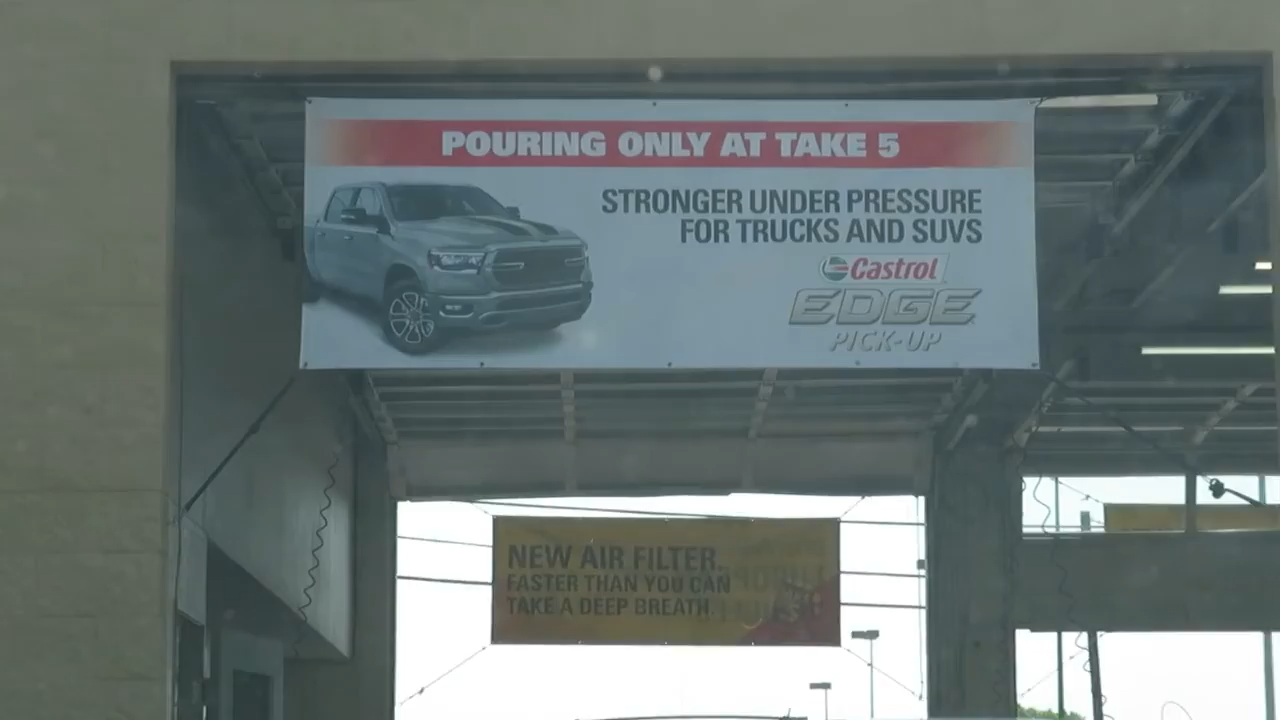 POURING ONLY AT TAKE 5
STRONGER UNDER PRESSURE
FOR TRUCKS AND SUVS
Castrol
EDGE
PICK-UP
NEW AIR FILTER.
FASTER THAN YOU CAN
TAKE A DEEP BREATH.